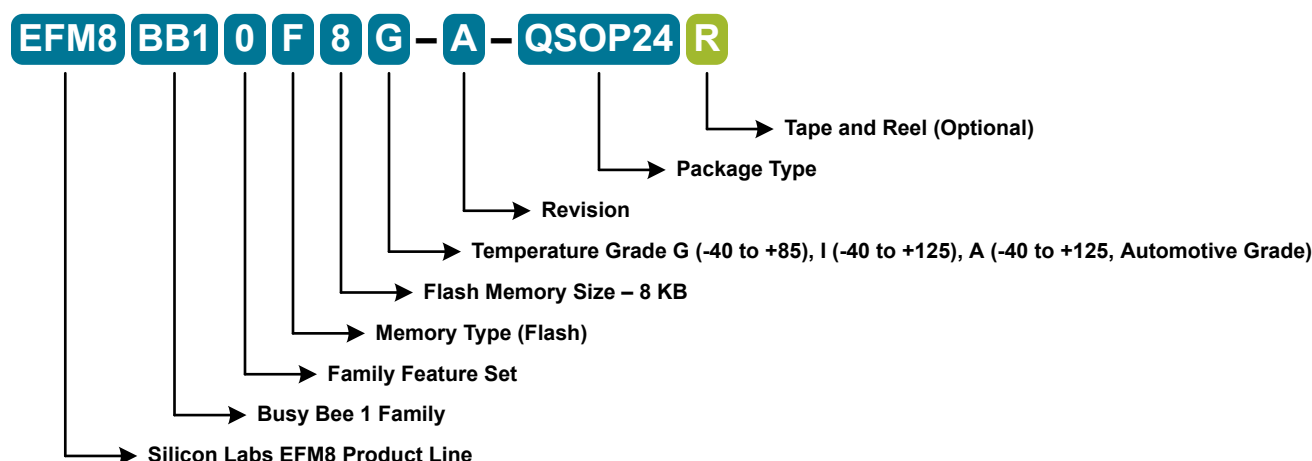 EFM8 BB1 0 F 8 G – A – QSOP24 R
Tape and Reel (Optional)
Package Type
Revision
Temperature Grade G (-40 to +85), I (-40 to +125), A (-40 to +125, Automotive Grade)
Flash Memory Size – 8 KB
Memory Type (Flash)
Family Feature Set
Busy Bee 1 Family
Silicon Labs EFM8 Product Line